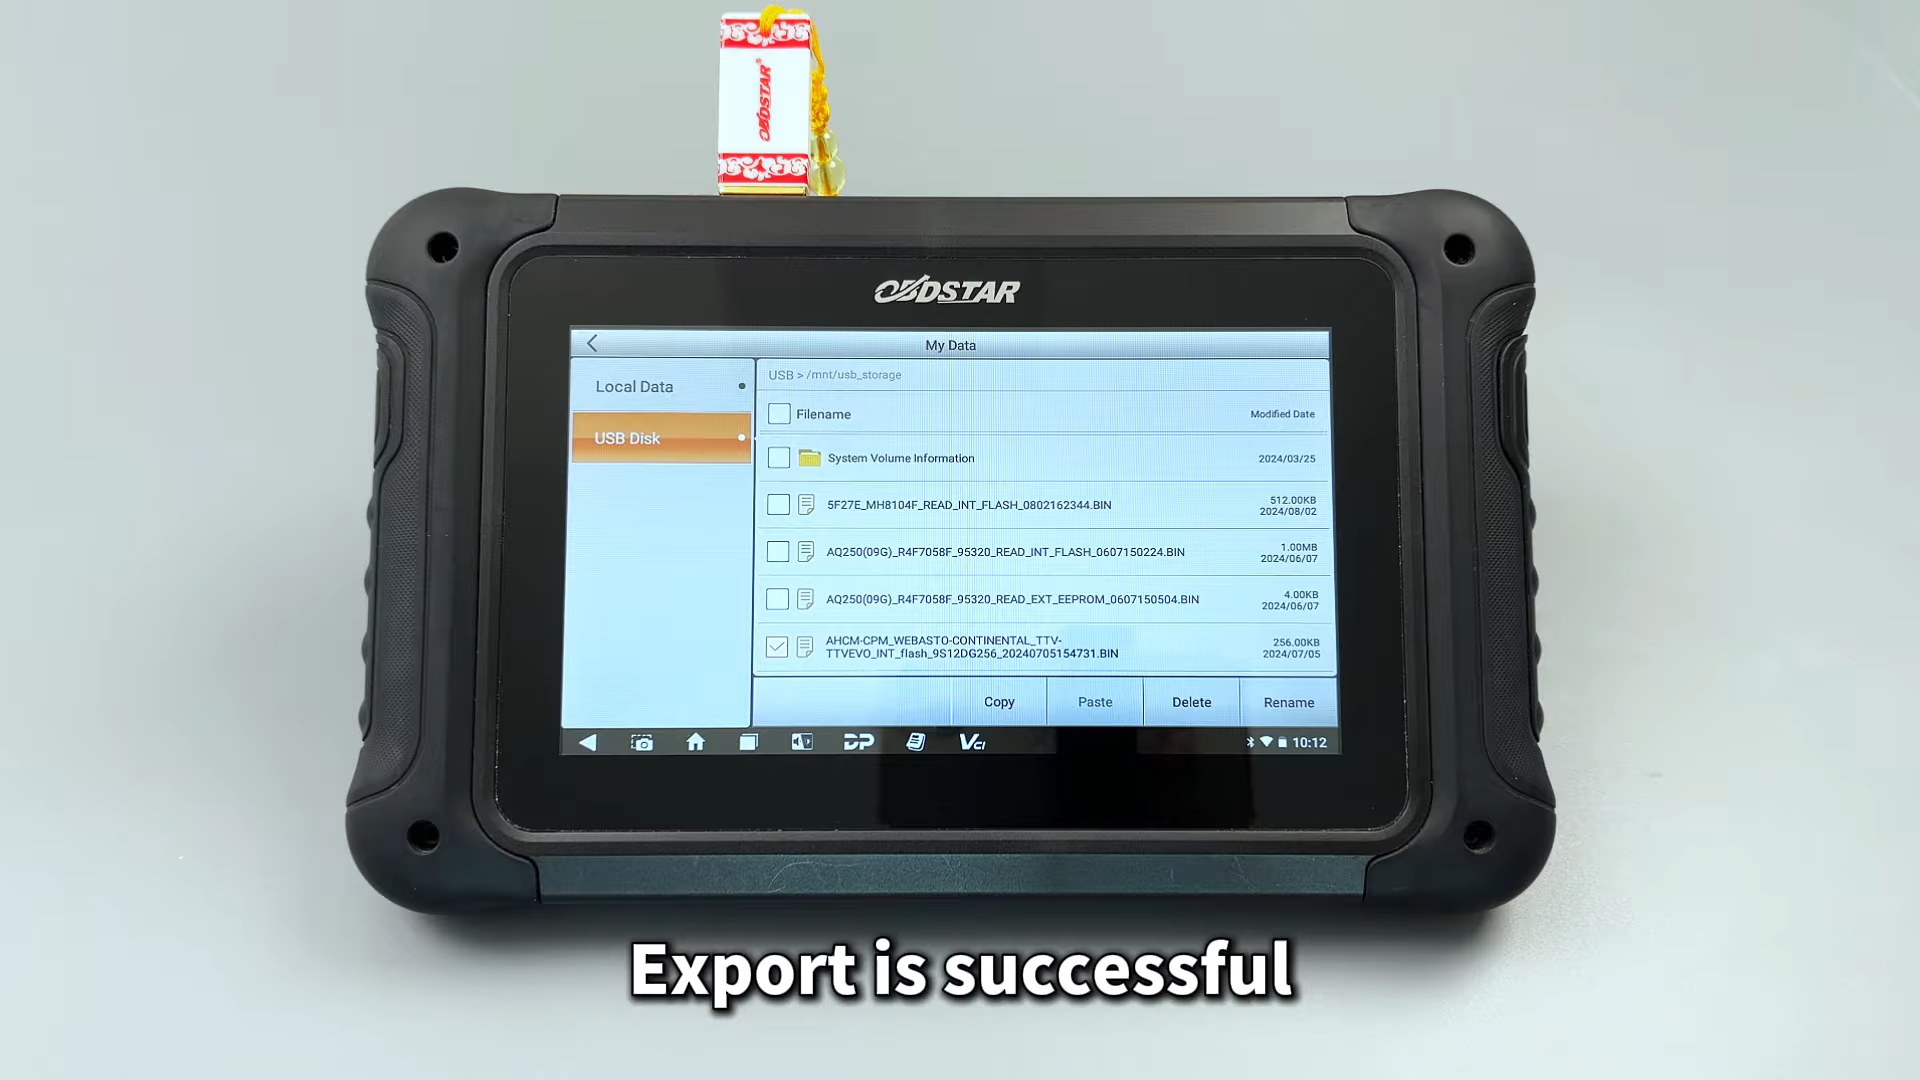 OBDSTAR
OBDSTAR
My Data
Local Data
USB Disk
USB > /mnt/usb_storage
Filename
Modified Date
System Volume Information
2024/03/25
5F27E_MH8104F_READ_INT_FLASH_0802162344.BIN
512.00KB
2024/08/02
AQ250(09G)_R4F7058F_95320_READ_INT_FLASH_0607150224.BIN
1.00MB
2024/06/07
AQ250(09G)_R4F7058F_95320_READ_EXT_EEPROM_0607150504.BIN
4.00KB
2024/06/07
AHCM-CPM_WEBASTO-CONTINENTAL_TTV-
TTVEVO_INT_flash_9S12DG256_20240705154731.BIN
256.00KB
2024/07/05
Copy
Paste
Delete
Rename
DP
VCI
10:12
Export is successful